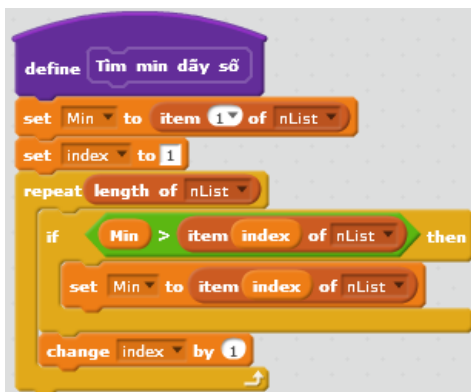 define Tìm min dãy số
set Min to item 1 of nList
set index to 1
repeat length of nList
if Min > item index of nList then
set Min to item index of nList
change index by 1